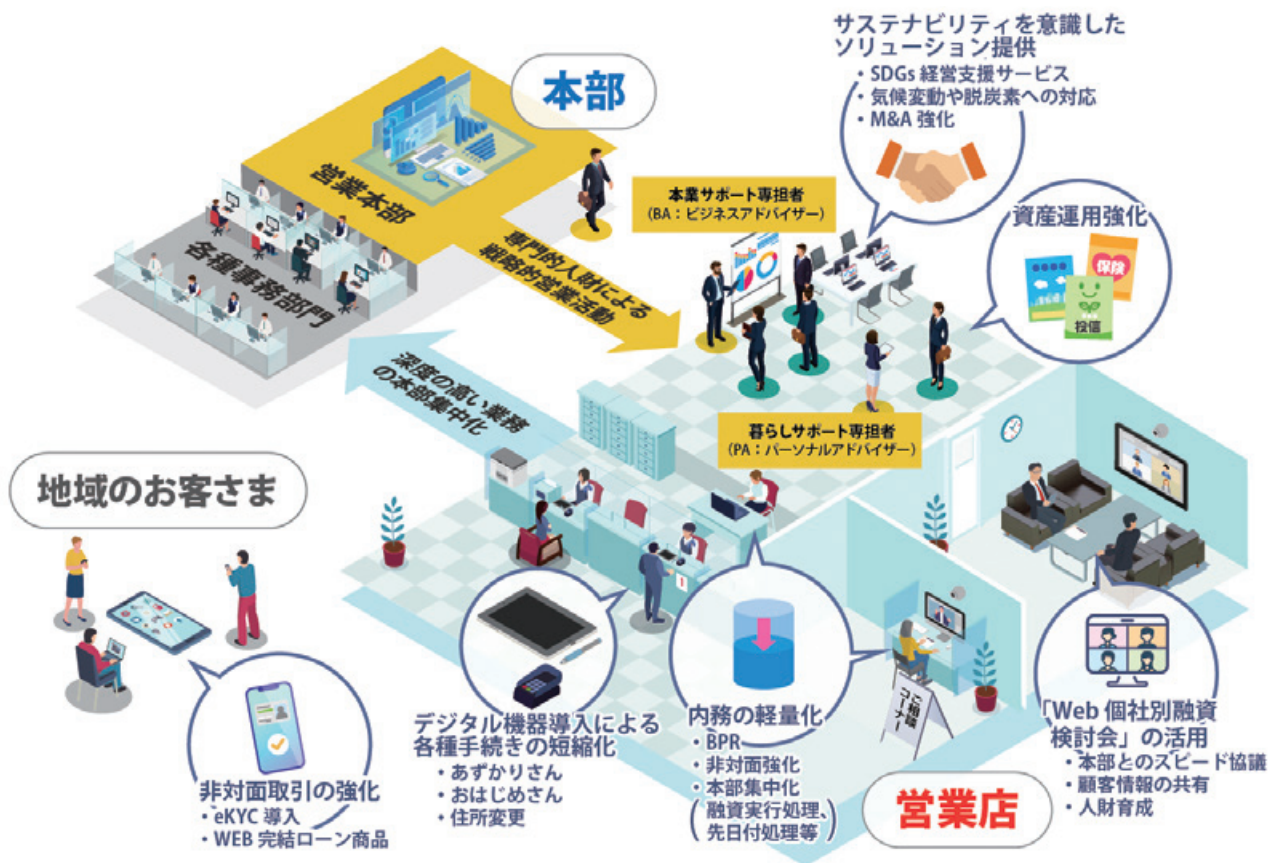 サステナビリティを意識した
ソリューション提供
・SDGs 経営支援サービス
・気候変動や脱炭素への対応
・M&A 強化
本部
営業本部
各種事務部門
本業サポート専担者
(BA：ビジネスアドバイザー)
専門的人財による
戦略的営業活動
資産運用強化
保険
投信
深度の高い業務
の本部集中化
暮らしサポート専担者
(PA：パーソナルアドバイザー)
地域のお客さま
非対面取引の強化
・eKYC 導入
・WEB 完結ローン商品
デジタル機器導入による
各種手続きの短縮化
・あずかりさん
・おはじめさん
・住所変更
1
内務の軽量化
・BPR
・非対面強化
・本部集中化
(融資実行処理、
先日付処理等)
ご相談
コーナー
営業店
「Web 個社別融資
検討会」の活用
・本部とのスピード協議
・顧客情報の共有
・人財育成